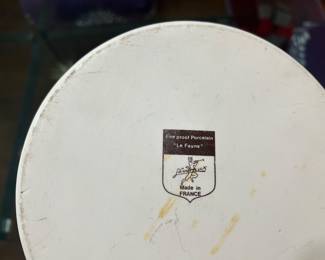 Fire proof Porcelain
"Le Faune"
Made in
FRANCE